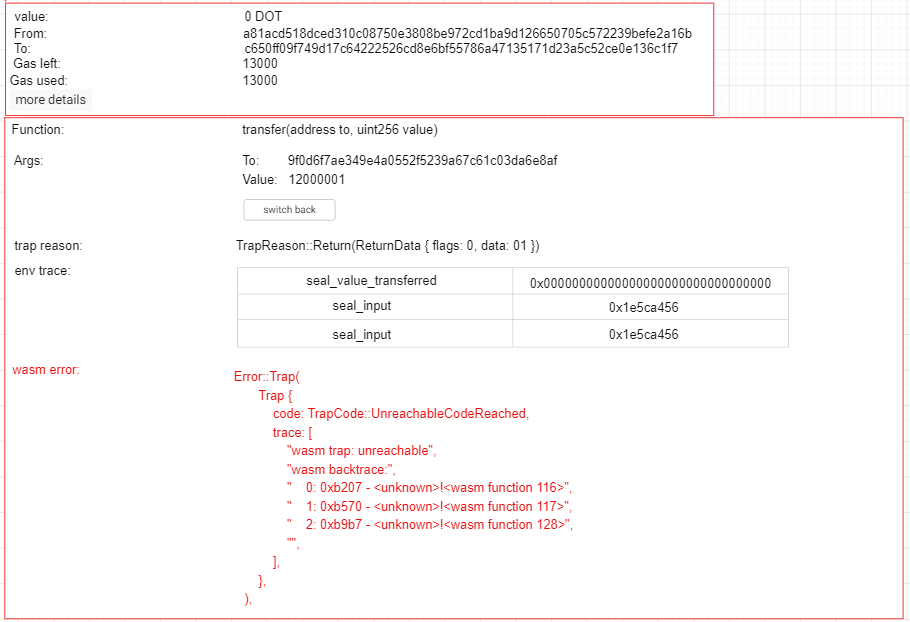 value: 0 DOT
From: a81acd518dced310c08750e3808be972cd1ba9d126650705c572239befe2a16b
To: c650ff09f749d17c64222526cd8e6bf55786a47135171d23a5c52ce0e136c1f7
Gas left: 13000
Gas used: 13000
more details
Function: transfer(address to, uint256 value)
Args: To: 9f0d6f7ae349e4a0552f5239a67c61c03da6e8af
Value: 12000001
switch back
trap reason: TrapReason::Return(ReturnData { flags: 0, data: 01 })
env trace:
seal_value_transferred 0x00000000000000000000000000000000
seal_input 0x1e5ca456
seal_input 0x1e5ca456
wasm error:
Error::Trap(
Trap {
code: TrapCode::UnreachableCodeReached,
trace: [
"wasm trap: unreachable",
"wasm backtrace:",
" 0: 0xb207 - <unknown>!<wasm function 116>",
" 1: 0xb570 - <unknown>!<wasm function 117>",
" 2: 0xb9b7 - <unknown>!<wasm function 128>",
"",
],
},
),